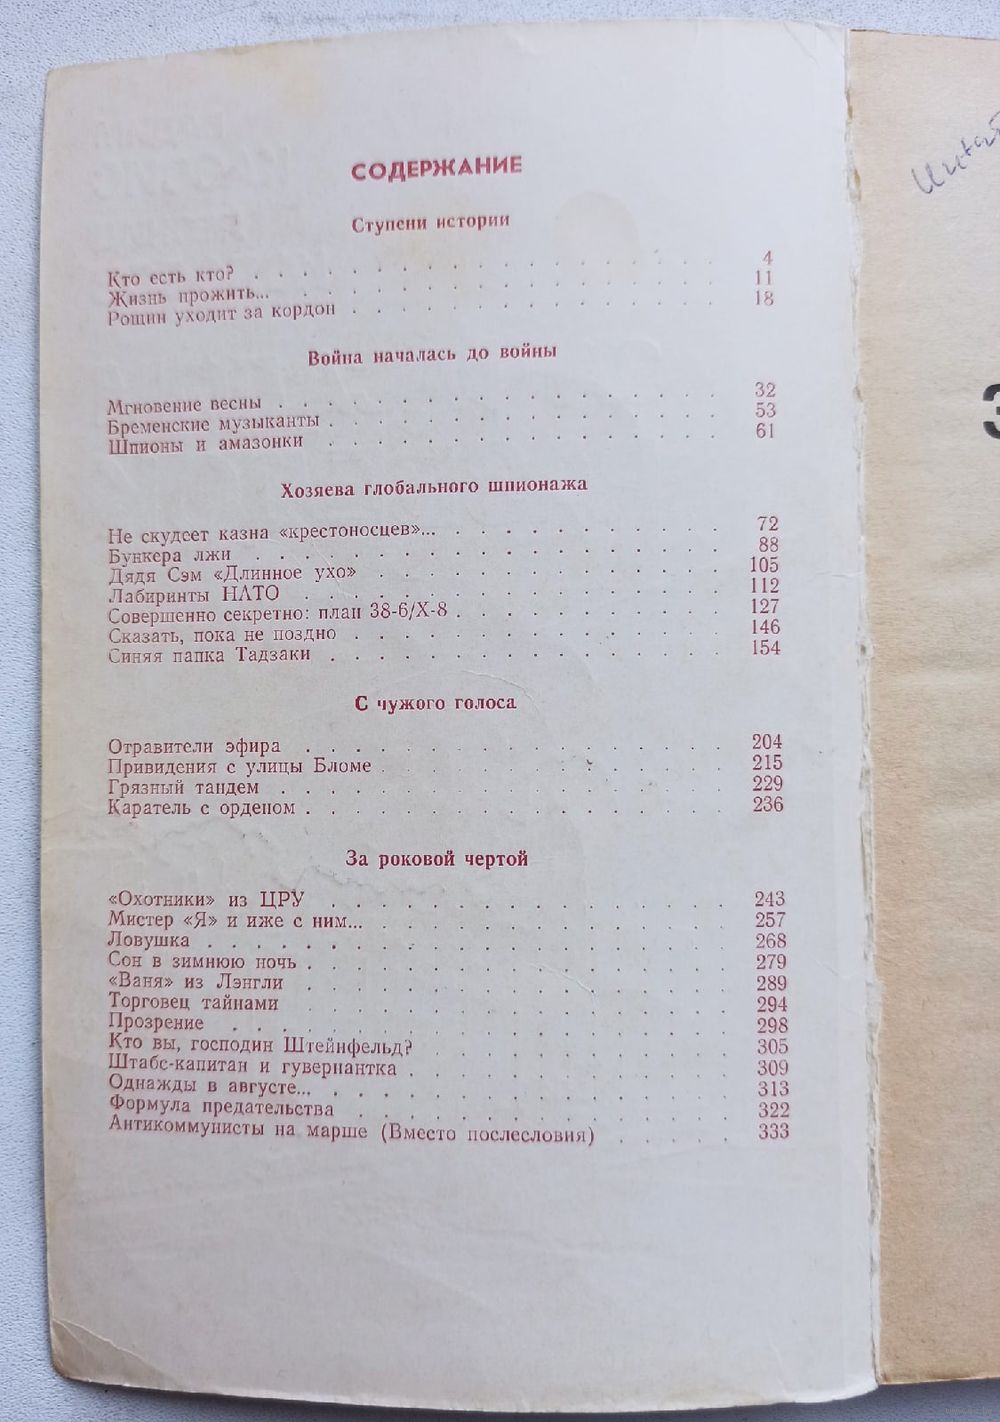 СОДЕРЖАНИЕ
Ступени истории
Кто есть кто? . . . . . . . . . . . . . . . . . . 4
Жизнь прожить... . . . . . . . . . . . . . . . . . 11
Рощин уходит за кордон . . . . . . . . . . . . . . . 18
Война началась до войны
Мгновение весны . . . . . . . . . . . . . . . . . . 32
Бременские музыканты . . . . . . . . . . . . . . . . 53
Шпионы и амазонки . . . . . . . . . . . . . . . . . 61
Хозяева глобального шпионажа
Не скудеет казна «крестоносцев»... . . . . . . . . . . . 72
Бункера лжи . . . . . . . . . . . . . . . . . . . 88
Дядя Сэм «Длинное ухо» . . . . . . . . . . . . . . 105
Лабиринты НАТО . . . . . . . . . . . . . . . . . 112
Совершенно секретно: план 38-6/Х-8 . . . . . . . . . . . 127
Сказать, пока не поздно . . . . . . . . . . . . . . . 146
Синяя папка Тадзаки . . . . . . . . . . . . . . . . 154
С чужого голоса
Отравители эфира . . . . . . . . . . . . . . . . . 204
Привидения с улицы Бломе . . . . . . . . . . . . . . 215
Грязный тандем . . . . . . . . . . . . . . . . . . 229
Каратель с орденом . . . . . . . . . . . . . . . . . 236
За роковой чертой
«Охотники» из ЦРУ . . . . . . . . . . . . . . . . 243
Мистер «Я» и иже с ним... . . . . . . . . . . . . . . 257
Ловушка . . . . . . . . . . . . . . . . . . . . . 268
Сон в зимнюю ночь . . . . . . . . . . . . . . . . . 279
«Ваня» из Лэнгли . . . . . . . . . . . . . . . . . 289
Торговец тайнами . . . . . . . . . . . . . . . . . 294
Прозрение . . . . . . . . . . . . . . . . . . . . 298
Кто вы, господин Штейнфельд? . . . . . . . . . . . . 305
Штабс-капитан и гувернантка . . . . . . . . . . . . . 309
Однажды в августе... . . . . . . . . . . . . . . . . 313
Формула предательства . . . . . . . . . . . . . . . 322
Антикоммунисты на марше (Вместо послесловия) . . . . . 333